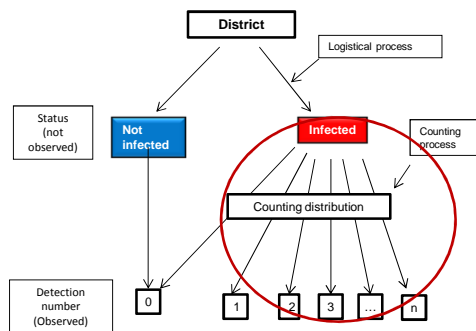 District
Logistical process
Status
(not
observed)
Not
infected
Infected
Counting
process
Counting distribution
Detection
number
(Observed)
0
1
2
3
...
n